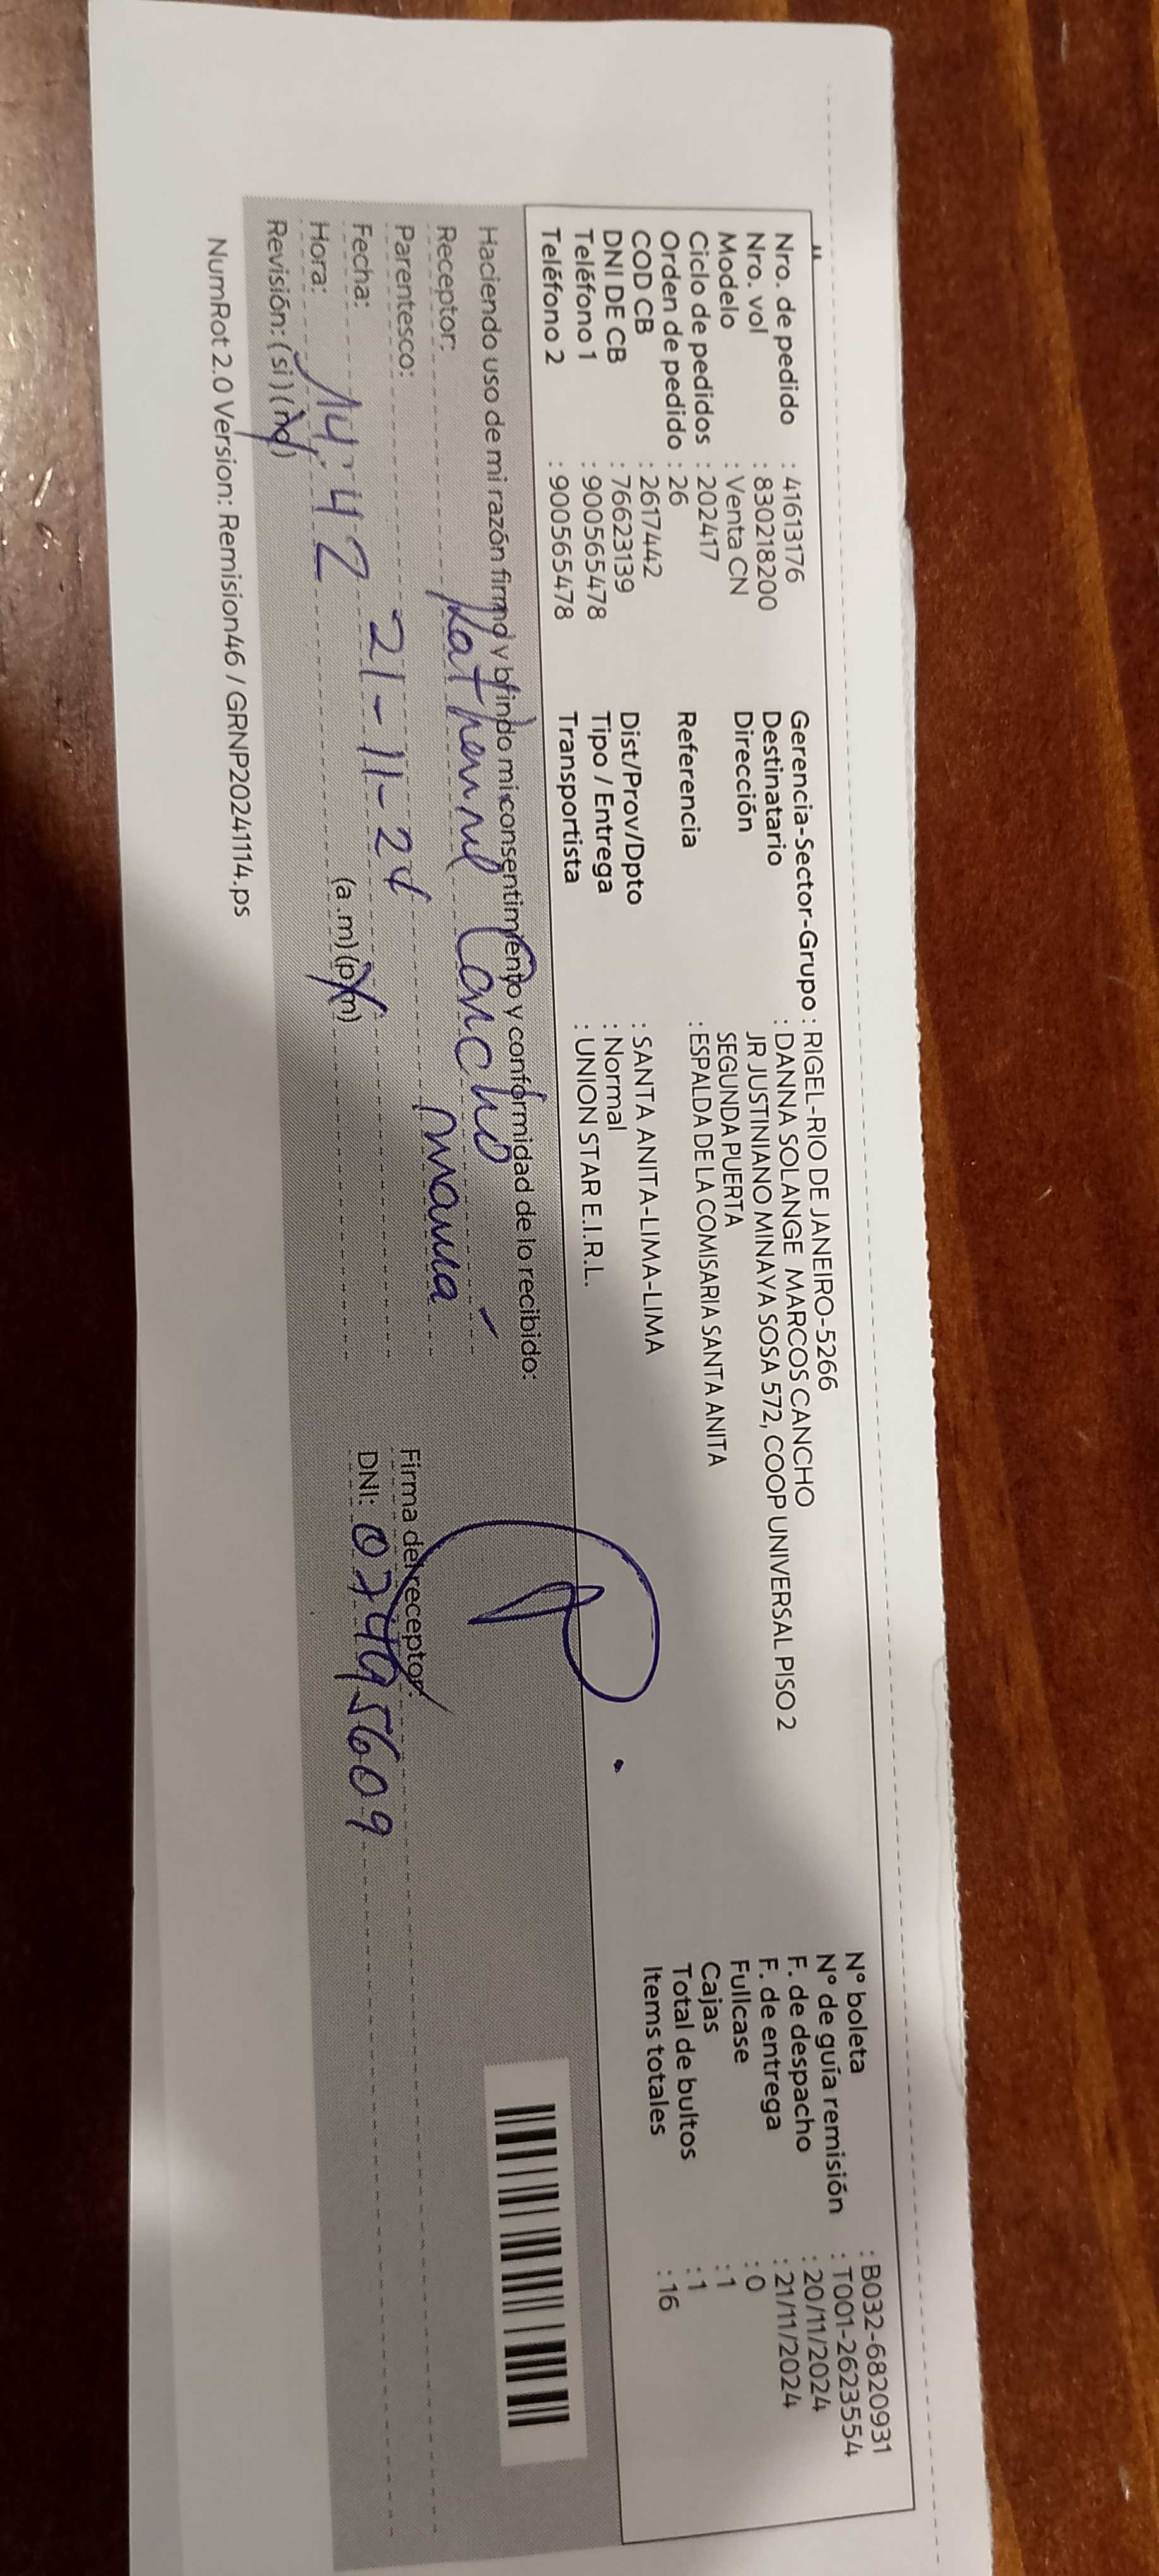 Nro. de pedido : 41613176
Nro. vol : 830218200
Modelo : Venta CN
Ciclo de pedidos : 202417
Orden de pedido : 26
COD CB : 2617442
DNI DE CB : 76623139
Teléfono 1 : 900565478
Teléfono 2 : 900565478
Gerencia-Sector-Grupo : RIGEL-RIO DE JANEIRO-5266
Destinatario : DANNA SOLANGE MARCOS CANCHO
Dirección JR JUSTINIANO MINAYA SOSA 572, COOP UNIVERSAL PISO 2
SEGUNDA PUERTA
Referencia : ESPALDA DE LA COMISARIA SANTA ANITA
Dist/Prov/Dpto : SANTA ANITA-LIMA-LIMA
Tipo / Entrega : Normal
Transportista : UNION STAR E.I.R.L.
N° boleta : B032-6820931
N° de guía remisión : T001-2623554
F. de despacho : 20/11/2024
F. de entrega : 21/11/2024
Fullcase : 0
Cajas : 1
Total de bultos : 1
Items totales : 16
Haciendo uso de mi razón firmo y brindo mi consentimiento y conformidad de lo recibido:
Receptor: Cancho
Parentesco: mamá
Fecha: 21-11-24
Hora: 14:42 (a.m) (p.m)
Revisión: (si) (no)
Firma del receptor:
DNI: 07495609
NumRot 2.0 Version: Remision46 / GRNP20241114.ps